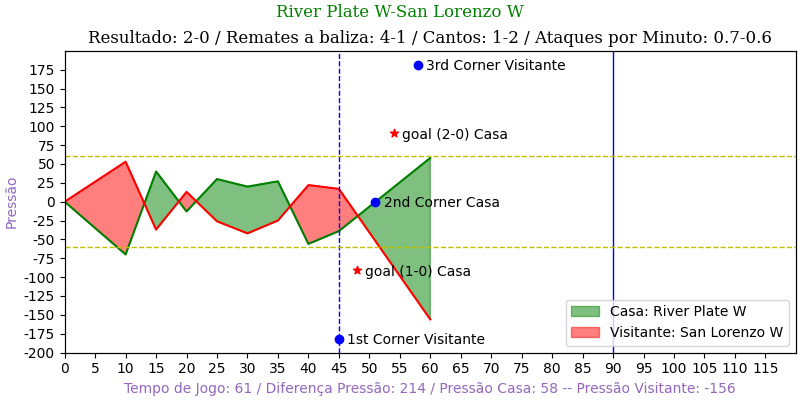 River Plate W-San Lorenzo W
Resultado: 2-0 / Remates a baliza: 4-1 / Cantos: 1-2 / Ataques por Minuto: 0.7-0.6
Pressão
175
150
125
100
75
50
25
0
-25
-50
-75
-100
-125
-150
-175
-200
3rd Corner Visitante
goal (2-0) Casa
2nd Corner Casa
goal (1-0) Casa
1st Corner Visitante
Casa: River Plate W
Visitante: San Lorenzo W
0 5 10 15 20 25 30 35 40 45 50 55 60 65 70 75 80 85 90 95 100 105 110 115
Tempo de Jogo: 61 / Diferença Pressão: 214 / Pressão Casa: 58 -- Pressão Visitante: -156